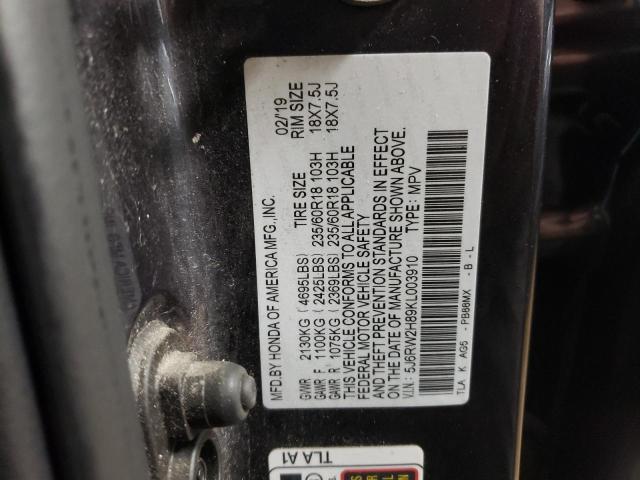 MFD.BY HONDA OF AMERICA MFG.,INC. 02/'19
TIRE SIZE RIM SIZE
GVWR 2130KG (4695LBS)
GAWR F 1100KG (2425LBS) 235/60R18 103H 18X7.5J
GAWR R 1075KG (2369LBS) 235/60R18 103H 18X7.5J
THIS VEHICLE CONFORMS TO ALL APPLICABLE
FEDERAL MOTOR VEHICLE SAFETY
AND THEFT PREVENTION STANDARDS IN EFFECT
ON THE DATE OF MANUFACTURE SHOWN ABOVE.
V.I.N: 5J6RW2H89KL003910 TYPE: MPV
TLA K AG5 - PB88MX - B - L
TLA A1